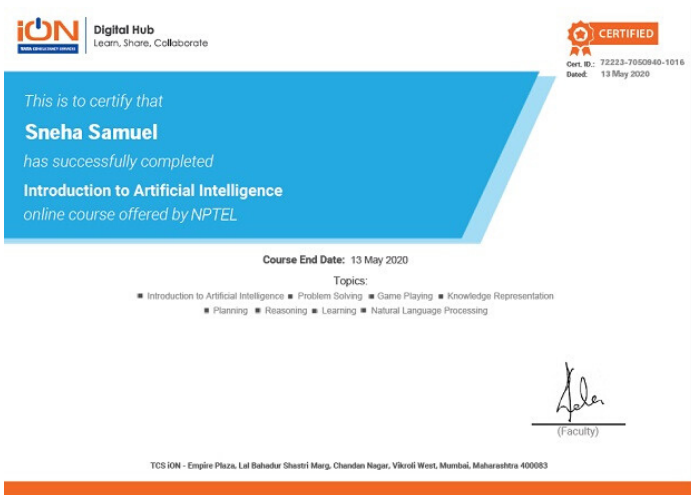 iON
TATA CONSULTANCY SERVICES
Digital Hub
Learn, Share, Collaborate
CERTIFIED
Cert. ID.: 72223-7050940-1016
Dated: 13 May 2020
This is to certify that
Sneha Samuel
has successfully completed
Introduction to Artificial Intelligence
online course offered by NPTEL
Course End Date: 13 May 2020
Topics:
■ Introduction to Artificial Intelligence ■ Problem Solving ■ Game Playing ■ Knowledge Representation
■ Planning ■ Reasoning ■ Learning ■ Natural Language Processing
(Faculty)
TCS iON - Empire Plaza, Lal Bahadur Shastri Marg, Chandan Nagar, Vikroli West, Mumbai, Maharashtra 400083